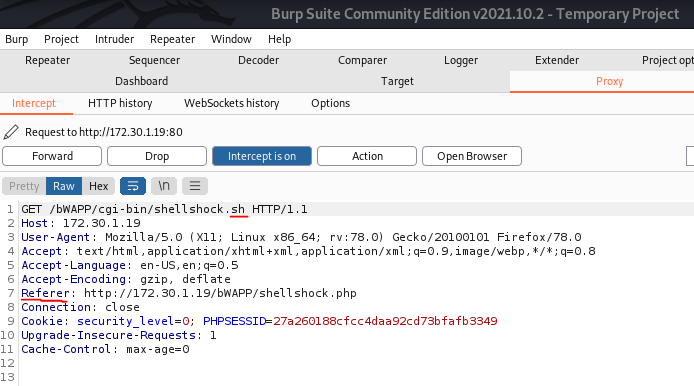 Burp Suite Community Edition v2021.10.2 - Temporary Project
Burp Project Intruder Repeater Window Help
Repeater Sequencer Decoder Comparer Logger Extender Project opt
Dashboard Target Proxy
Intercept HTTP history WebSockets history Options
Request to http://172.30.1.19:80
Forward Drop Intercept is on Action Open Browser
Pretty Raw Hex \n
1 GET /bWAPP/cgi-bin/shellshock.sh HTTP/1.1
2 Host: 172.30.1.19
3 User-Agent: Mozilla/5.0 (X11; Linux x86_64; rv:78.0) Gecko/20100101 Firefox/78.0
4 Accept: text/html,application/xhtml+xml,application/xml;q=0.9,image/webp,*/*;q=0.8
5 Accept-Language: en-US,en;q=0.5
6 Accept-Encoding: gzip, deflate
7 Referer: http://172.30.1.19/bWAPP/shellshock.php
8 Connection: close
9 Cookie: security_level=0; PHPSESSID=27a260188cfcc4daa92cd73bfafb3349
10 Upgrade-Insecure-Requests: 1
11 Cache-Control: max-age=0
12
13